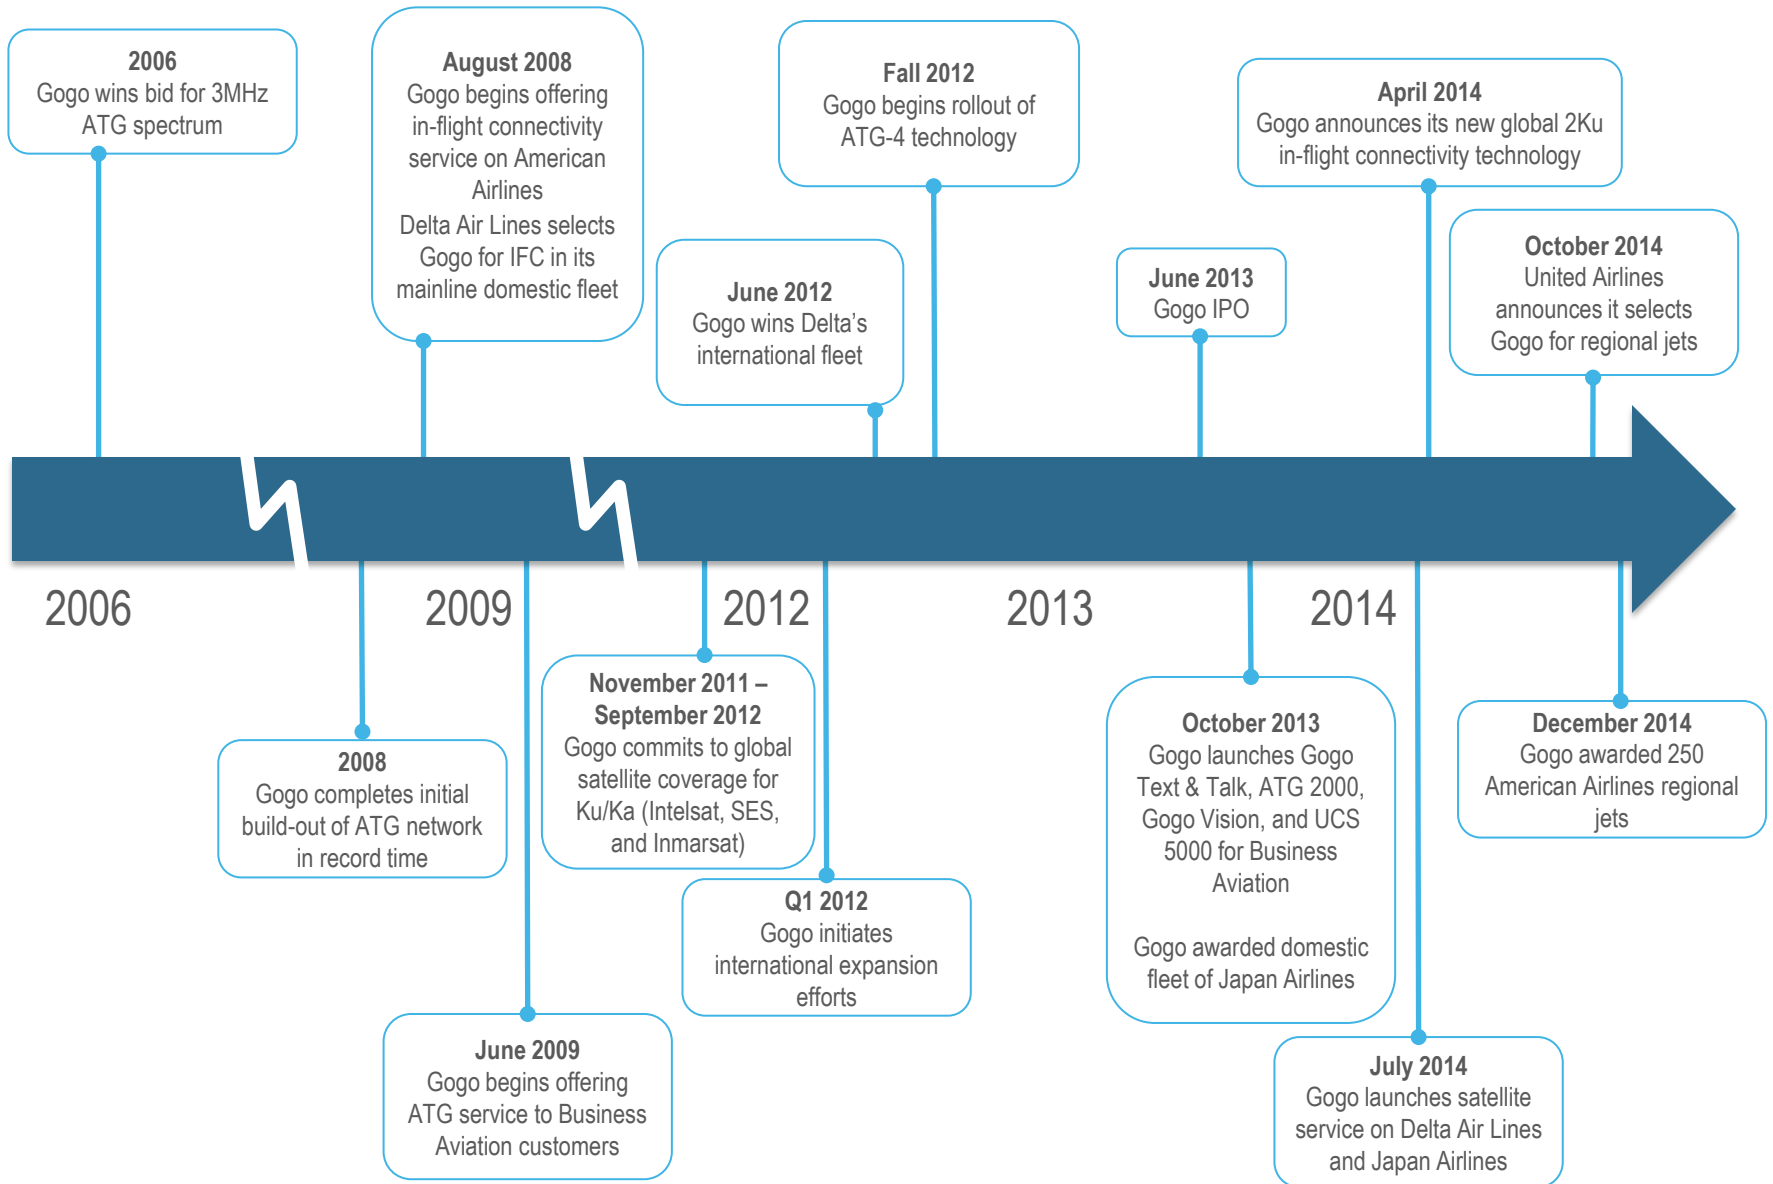 2006
Gogo wins bid for 3MHz
ATG spectrum
August 2008
Gogo begins offering
in-flight connectivity
service on American
Airlines
Delta Air Lines selects
Gogo for IFC in its
mainline domestic fleet
June 2012
Gogo wins Delta’s
international fleet
Fall 2012
Gogo begins rollout of
ATG-4 technology
June 2013
Gogo IPO
April 2014
Gogo announces its new global 2Ku
in-flight connectivity technology
October 2014
United Airlines
announces it selects
Gogo for regional jets
2006
2009
2012
2013
2014
2008
Gogo completes initial
build-out of ATG network
in record time
June 2009
Gogo begins offering
ATG service to Business
Aviation customers
November 2011 –
September 2012
Gogo commits to global
satellite coverage for
Ku/Ka (Intelsat, SES,
and Inmarsat)
Q1 2012
Gogo initiates
international expansion
efforts
October 2013
Gogo launches Gogo
Text & Talk, ATG 2000,
Gogo Vision, and UCS
5000 for Business
Aviation
Gogo awarded domestic
fleet of Japan Airlines
July 2014
Gogo launches satellite
service on Delta Air Lines
and Japan Airlines
December 2014
Gogo awarded 250
American Airlines regional
jets